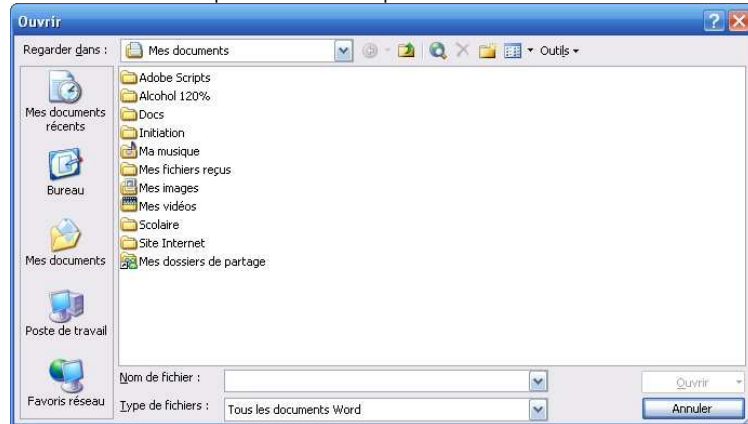 Ouvrir
Regarder dans :
Mes documents
Outils
Mes documents récents
Bureau
Mes documents
Poste de travail
Favoris réseau
Adobe Scripts
Alcohol 120%
Docs
Initiation
Ma musique
Mes fichiers reçus
Mes images
Mes vidéos
Scolaire
Site Internet
Mes dossiers de partage
Nom de fichier :
Ouvrir
Type de fichiers :
Tous les documents Word
Annuler